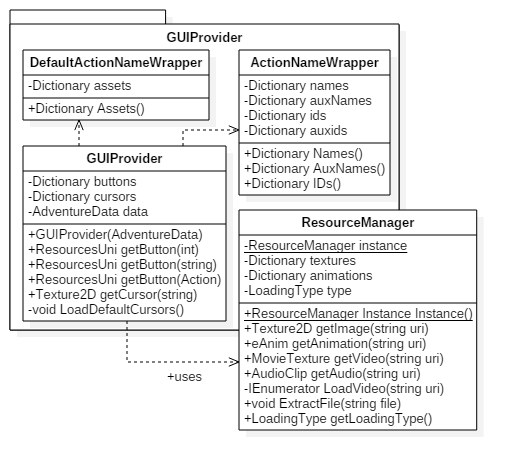 GUIProvider
DefaultActionNameWrapper
-Dictionary assets
+Dictionary Assets()
ActionNameWrapper
-Dictionary names
-Dictionary auxNames
-Dictionary ids
-Dictionary auxids
+Dictionary Names()
+Dictionary AuxNames()
+Dictionary IDs()
GUIProvider
-Dictionary buttons
-Dictionary cursors
-AdventureData data
+GUIProvider(AdventureData)
+ResourcesUni getButton(int)
+ResourcesUni getButton(string)
+ResourcesUni getButton(Action)
+Texture2D getCursor(string)
-void LoadDefaultCursors()
ResourceManager
-ResourceManager instance
-Dictionary textures
-Dictionary animations
-LoadingType type
+ResourceManager Instance Instance()
+Texture2D getImage(string uri)
+eAnim getAnimation(string uri)
+MovieTexture getVideo(string uri)
+AudioClip getAudio(string uri)
-IEnumerator LoadVideo(string uri)
+void ExtractFile(string file)
+LoadingType getLoadingType()
+uses